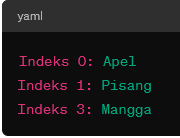 yaml
Indeks 0: Apel
Indeks 1: Pisang
Indeks 3: Mangga